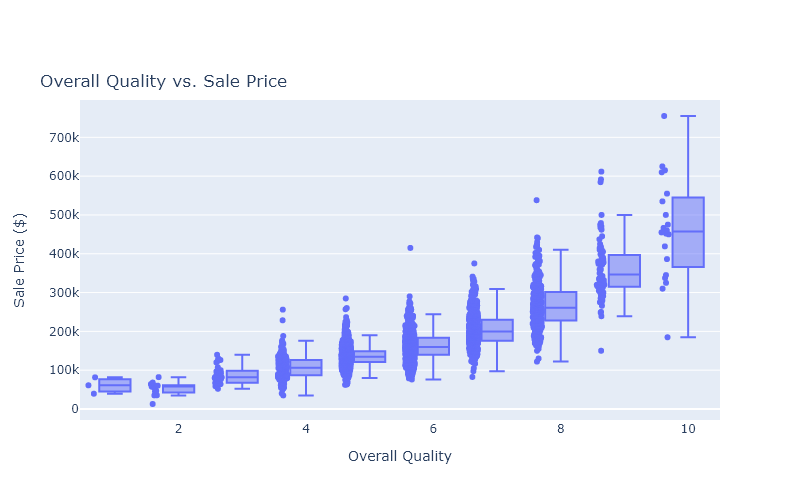 Overall Quality vs. Sale Price
700k
600k
500k
400k
300k
200k
100k
0
Sale Price ($)
2 4 6 8 10
Overall Quality